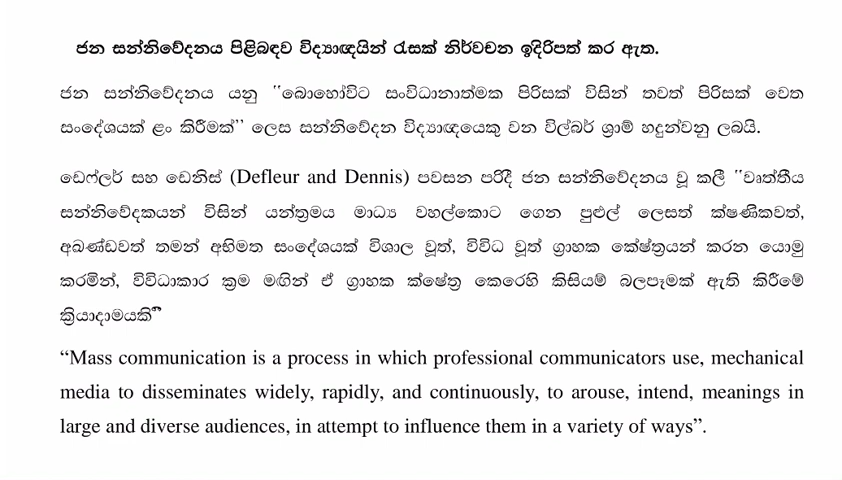 ජන සන්නිවේදනය පිළිබඳව විද්‍යාඥයින් රැසක් නිර්වචන ඉදිරිපත් කර ඇත.
ජන සන්නිවේදනය යනු ‘‘බොහෝවිට සංවිධානාත්මක පිරිසක් විසින් තවත් පිරිසක් වෙත
සංදේශයක් ළං කිරීමක්’’ ලෙස සන්නිවේදන විද්‍යාඥයෙකු වන විල්බර් ශ්‍රාම් හදුන්වනු ලබයි.
ඩෙෆ්ලර් සහ ඩෙනිස් (Defleur and Dennis) පවසන පරිදි ජන සන්නිවේදනය වූ කලී ‘‘වෘත්තීය
සන්නිවේදකයන් විසින් යන්ත්‍රමය මාධ්‍ය වහල්කොට ගෙන පුළුල් ලෙසත් ක්ෂණිකවත්,
අඛණ්ඩවත් තමන් අභිමත සංදේශයක් විශාල වූත්, විවිධ වූත් ග්‍රාහක කේෂ්ත්‍රයන් කරන යොමු
කරමින්, විවිධාකාර ක්‍රම මඟින් ඒ ග්‍රාහක ක්ෂේත්‍ර කෙරෙහි කිසියම් බලපෑමක් ඇති කිරීමේ
ක්‍රියාදාමයකි”
“Mass communication is a process in which professional communicators use, mechanical
media to disseminates widely, rapidly, and continuously, to arouse, intend, meanings in
large and diverse audiences, in attempt to influence them in a variety of ways”.